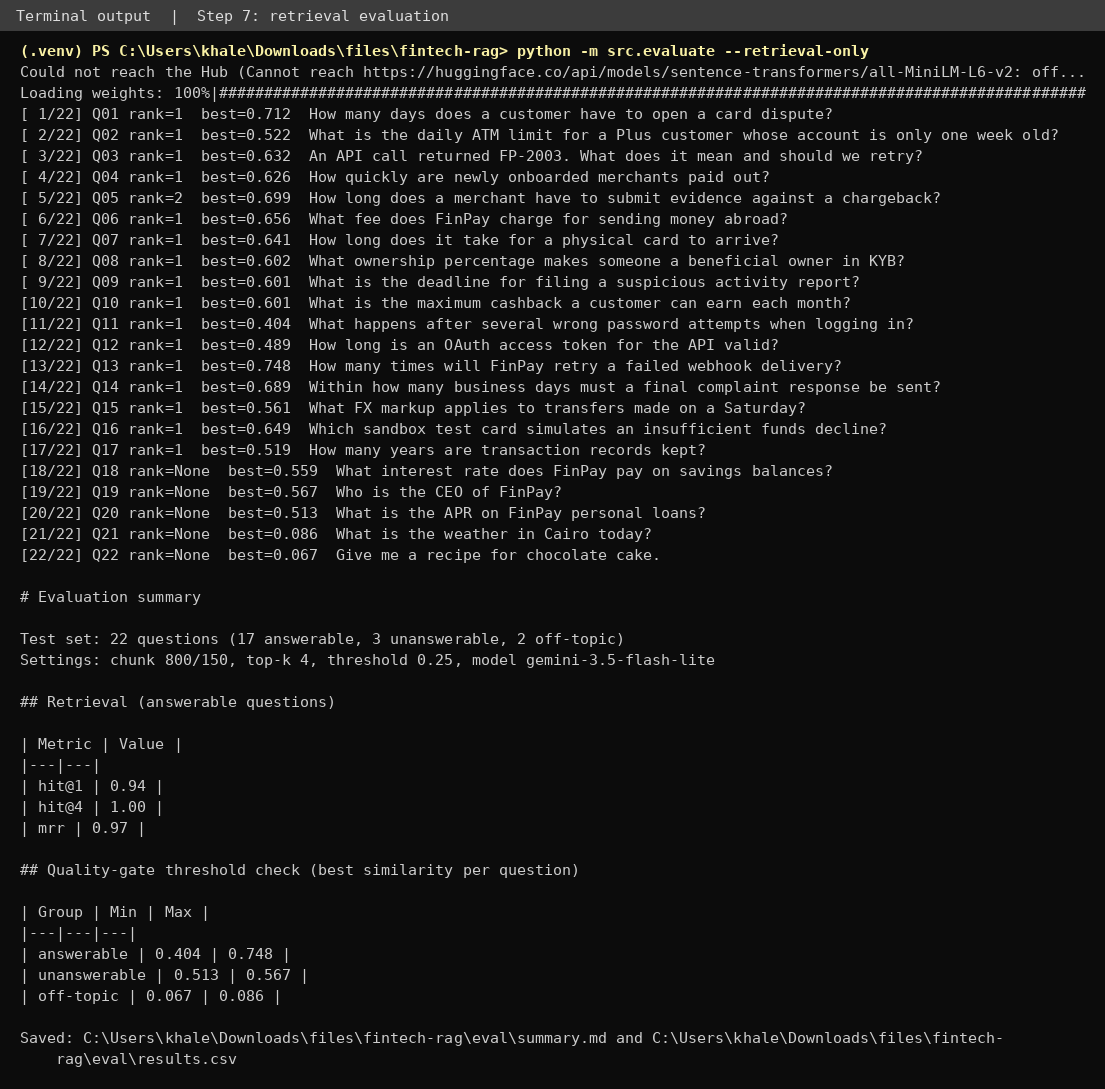 Terminal output  |  Step 7: retrieval evaluation
(.venv) PS C:\Users\khale\Downloads\files\fintech-rag> python -m src.evaluate --retrieval-only
Could not reach the Hub (Cannot reach https://huggingface.co/api/models/sentence-transformers/all-MiniLM-L6-v2: off...
Loading weights: 100%|################################################################################################
[ 1/22] Q01 rank=1  best=0.712  How many days does a customer have to open a card dispute?
[ 2/22] Q02 rank=1  best=0.522  What is the daily ATM limit for a Plus customer whose account is only one week old?
[ 3/22] Q03 rank=1  best=0.632  An API call returned FP-2003. What does it mean and should we retry?
[ 4/22] Q04 rank=1  best=0.626  How quickly are newly onboarded merchants paid out?
[ 5/22] Q05 rank=2  best=0.699  How long does a merchant have to submit evidence against a chargeback?
[ 6/22] Q06 rank=1  best=0.656  What fee does FinPay charge for sending money abroad?
[ 7/22] Q07 rank=1  best=0.641  How long does it take for a physical card to arrive?
[ 8/22] Q08 rank=1  best=0.602  What ownership percentage makes someone a beneficial owner in KYB?
[ 9/22] Q09 rank=1  best=0.601  What is the deadline for filing a suspicious activity report?
[10/22] Q10 rank=1  best=0.601  What is the maximum cashback a customer can earn each month?
[11/22] Q11 rank=1  best=0.404  What happens after several wrong password attempts when logging in?
[12/22] Q12 rank=1  best=0.489  How long is an OAuth access token for the API valid?
[13/22] Q13 rank=1  best=0.748  How many times will FinPay retry a failed webhook delivery?
[14/22] Q14 rank=1  best=0.689  Within how many business days must a final complaint response be sent?
[15/22] Q15 rank=1  best=0.561  What FX markup applies to transfers made on a Saturday?
[16/22] Q16 rank=1  best=0.649  Which sandbox test card simulates an insufficient funds decline?
[17/22] Q17 rank=1  best=0.519  How many years are transaction records kept?
[18/22] Q18 rank=None  best=0.559  What interest rate does FinPay pay on savings balances?
[19/22] Q19 rank=None  best=0.567  Who is the CEO of FinPay?
[20/22] Q20 rank=None  best=0.513  What is the APR on FinPay personal loans?
[21/22] Q21 rank=None  best=0.086  What is the weather in Cairo today?
[22/22] Q22 rank=None  best=0.067  Give me a recipe for chocolate cake.
# Evaluation summary
Test set: 22 questions (17 answerable, 3 unanswerable, 2 off-topic)
Settings: chunk 800/150, top-k 4, threshold 0.25, model gemini-3.5-flash-lite
## Retrieval (answerable questions)
| Metric | Value |
|---|---|
| hit@1 | 0.94 |
| hit@4 | 1.00 |
| mrr | 0.97 |
## Quality-gate threshold check (best similarity per question)
| Group | Min | Max |
|---|---|---|
| answerable | 0.404 | 0.748 |
| unanswerable | 0.513 | 0.567 |
| off-topic | 0.067 | 0.086 |
Saved: C:\Users\khale\Downloads\files\fintech-rag\eval\summary.md and C:\Users\khale\Downloads\files\fintech-
rag\eval\results.csv